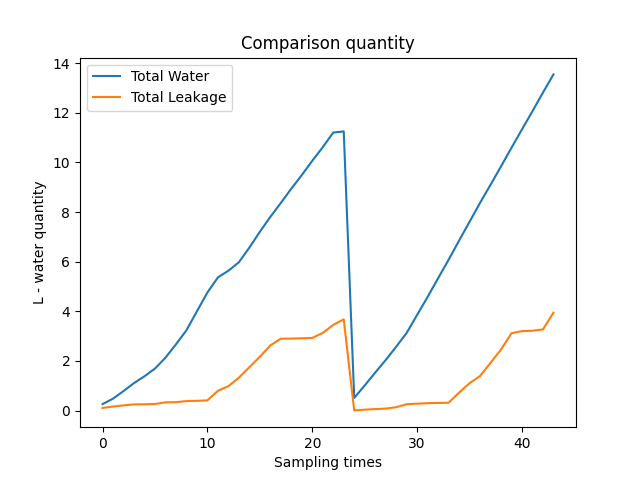 Comparison quantity
Total Water
Total Leakage
L - water quantity
14
12
10
8
6
4
2
0
0 10 20 30 40
Sampling times